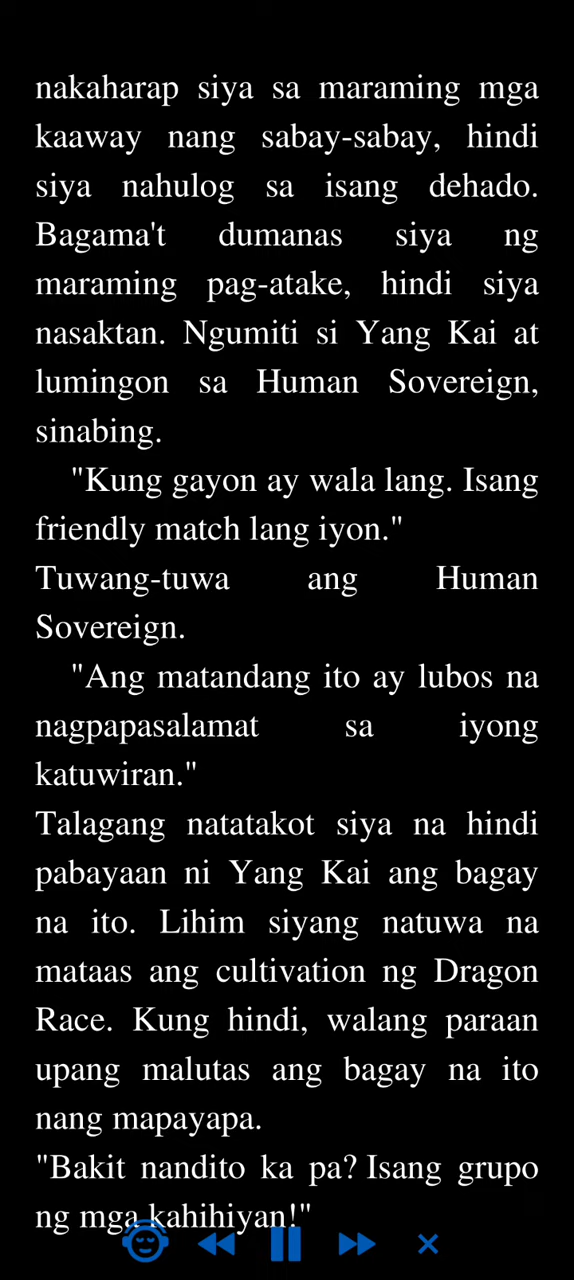 nakaharap siya sa maraming mga
kaaway nang sabay-sabay, hindi
siya nahulog sa isang dehado.
Bagama't dumanas siya ng
maraming pag-atake, hindi siya
nasaktan. Ngumiti si Yang Kai at
lumingon sa Human Sovereign,
sinabing.
"Kung gayon ay wala lang. Isang
friendly match lang iyon."
Tuwang-tuwa ang Human
Sovereign.
"Ang matandang ito ay lubos na
nagpapasalamat sa iyong
katuwiran."
Talagang natatakot siya na hindi
pabayaan ni Yang Kai ang bagay
na ito. Lihim siyang natuwa na
mataas ang cultivation ng Dragon
Race. Kung hindi, walang paraan
upang malutas ang bagay na ito
nang mapayapa.
"Bakit nandito ka pa? Isang grupo
ng mga kahihiyan!"